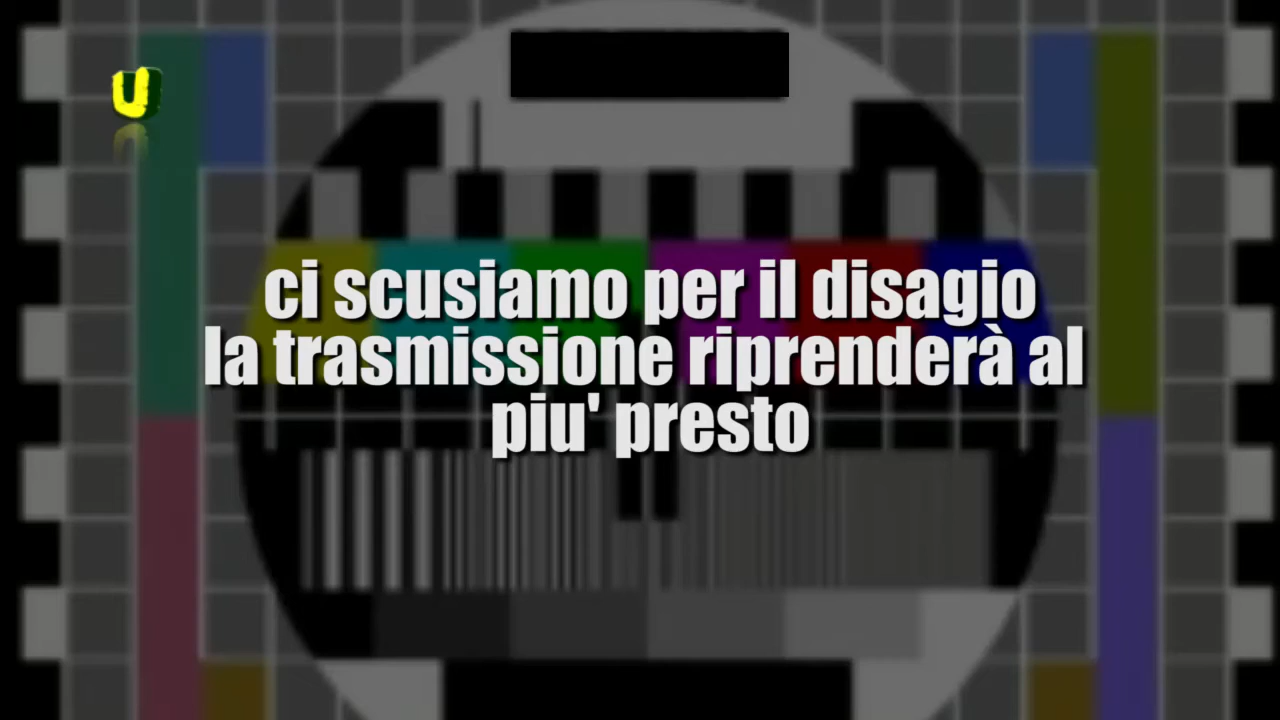 U
ci scusiamo per il disagio
la trasmissione riprenderà al
piu' presto